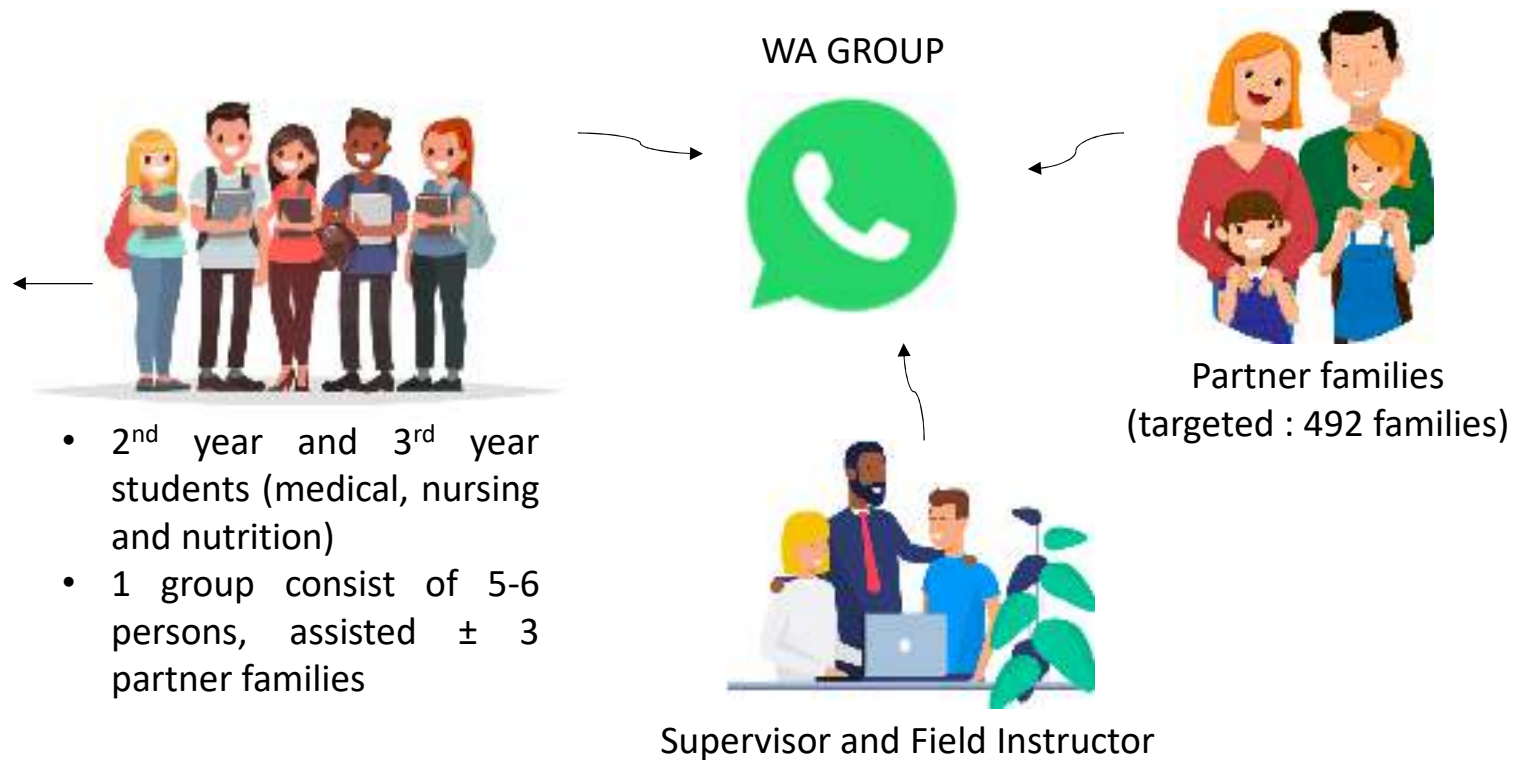 WA GROUP
• 2nd year and 3rd year
students (medical, nursing
and nutrition)
• 1 group consist of 5-6
persons, assisted ± 3
partner families
Partner families
(targeted : 492 families)
Supervisor and Field Instructor